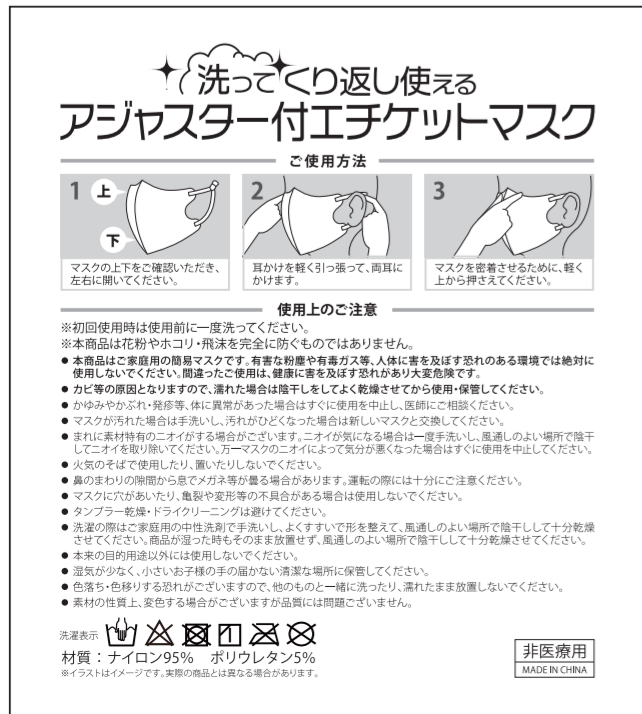 洗ってくり返し使える
アジャスター付エチケットマスク
ご使用方法
1 上
下
マスクの上下をご確認いただき、
左右に開いてください。
2
耳かけを軽く引っ張って、両耳に
かけます。
3
マスクを密着させるために、軽く
上から押さえてください。
使用上のご注意
※初回使用時は使用前に一度洗ってください。
※本商品は花粉やホコリ・飛沫を完全に防ぐものではありません。
● 本商品はご家庭用の簡易マスクです。有害な粉塵や有毒ガス等、人体に害を及ぼす恐れのある環境では絶対に
使用しないでください。間違ったご使用は、健康に害を及ぼす恐れがあり大変危険です。
● カビ等の原因となりますので、濡れた場合は陰干しをしてよく乾燥させてから使用・保管してください。
● かゆみやかぶれ・発疹等、体に異常があった場合はすぐに使用を中止し、医師にご相談ください。
● マスクが汚れた場合は手洗いし、汚れがひどくなった場合は新しいマスクと交換してください。
● まれに素材特有のニオイがする場合がございます。ニオイが気になる場合は一度手洗いし、風通しのよい場所で陰干
してニオイを取り除いてください。万一マスクのニオイによって気分が悪くなった場合はすぐに使用を中止してください。
● 火気のそばで使用したり、置いたりしないでください。
● 鼻のまわりの隙間から息でメガネ等が曇る場合があります。運転の際には十分にご注意ください。
● マスクに穴があいたり、亀裂や変形等の不具合がある場合は使用しないでください。
● タンブラー乾燥・ドライクリーニングは避けてください。
● 洗濯の際はご家庭用の中性洗剤で手洗いし、よくすすいで形を整えて、風通しのよい場所で陰干しして十分乾燥
させてください。商品が湿った時もそのまま放置せず、風通しのよい場所で陰干しして十分乾燥させてください。
● 本来の目的用途以外には使用しないでください。
● 湿気が少なく、小さいお子様の手の届かない清潔な場所に保管してください。
● 色落ち・色移りする恐れがございますので、他のものと一緒に洗ったり、濡れたまま放置しないでください。
● 素材の性質上、変色する場合がございますが品質には問題ございません。
洗濯表示
材質：ナイロン95% ポリウレタン5%
※イラストはイメージです。実際の商品とは異なる場合があります。
非医療用
MADE IN CHINA